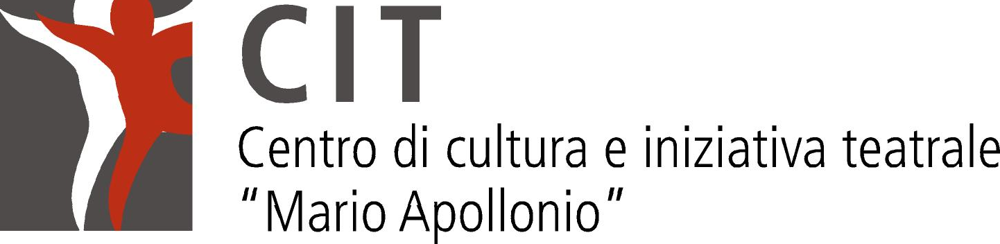 CIT
Centro di cultura e iniziativa teatrale
“Mario Apollonio”